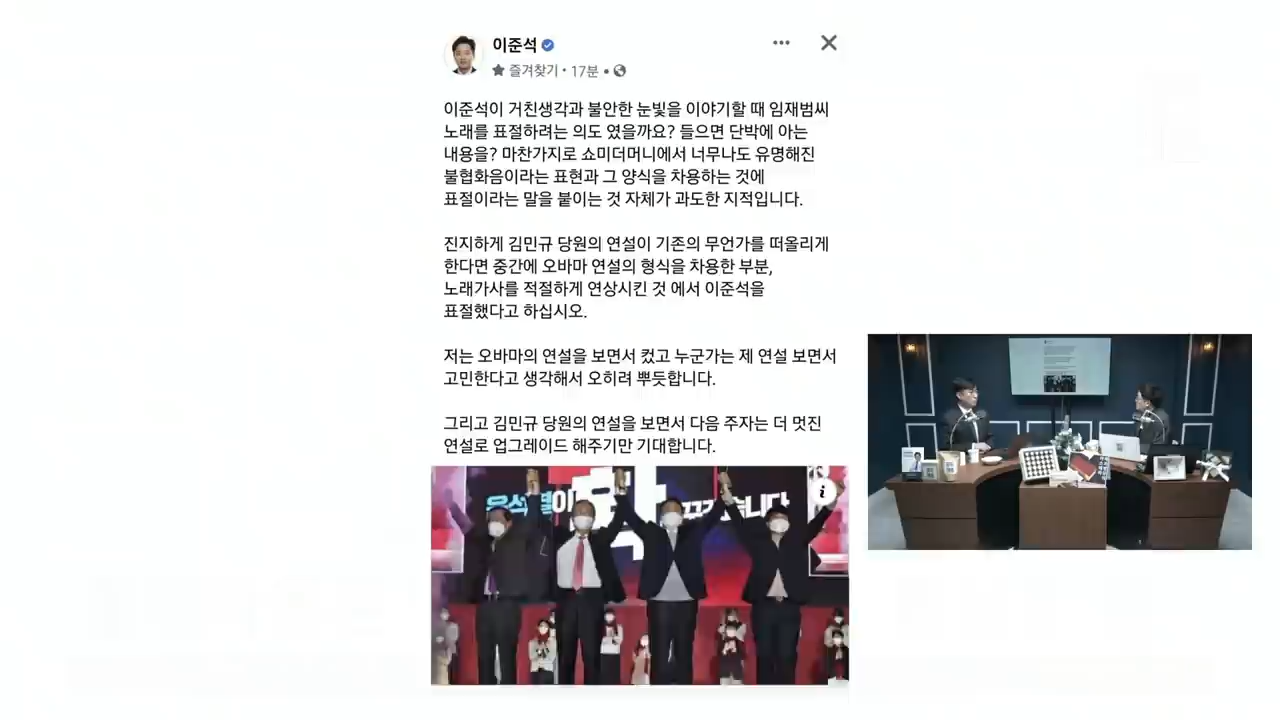 이준석
즐겨찾기 · 17분 ·
이준석이 거친생각과 불안한 눈빛을 이야기할 때 임재범씨
노래를 표절하려는 의도 였을까요? 들으면 단박에 아는
내용을? 마찬가지로 쇼미더머니에서 너무나도 유명해진
불협화음이라는 표현과 그 양식을 차용하는 것에
표절이라는 말을 붙이는 것 자체가 과도한 지적입니다.
진지하게 김민규 당원의 연설이 기존의 무언가를 떠올리게
한다면 중간에 오바마 연설의 형식을 차용한 부분,
노래가사를 적절하게 연상시킨 것 에서 이준석을
표절했다고 하십시오.
저는 오바마의 연설을 보면서 컸고 누군가는 제 연설 보면서
고민한다고 생각해서 오히려 뿌듯합니다.
그리고 김민규 당원의 연설을 보면서 다음 주자는 더 멋진
연설로 업그레이드 해주기만 기대합니다.